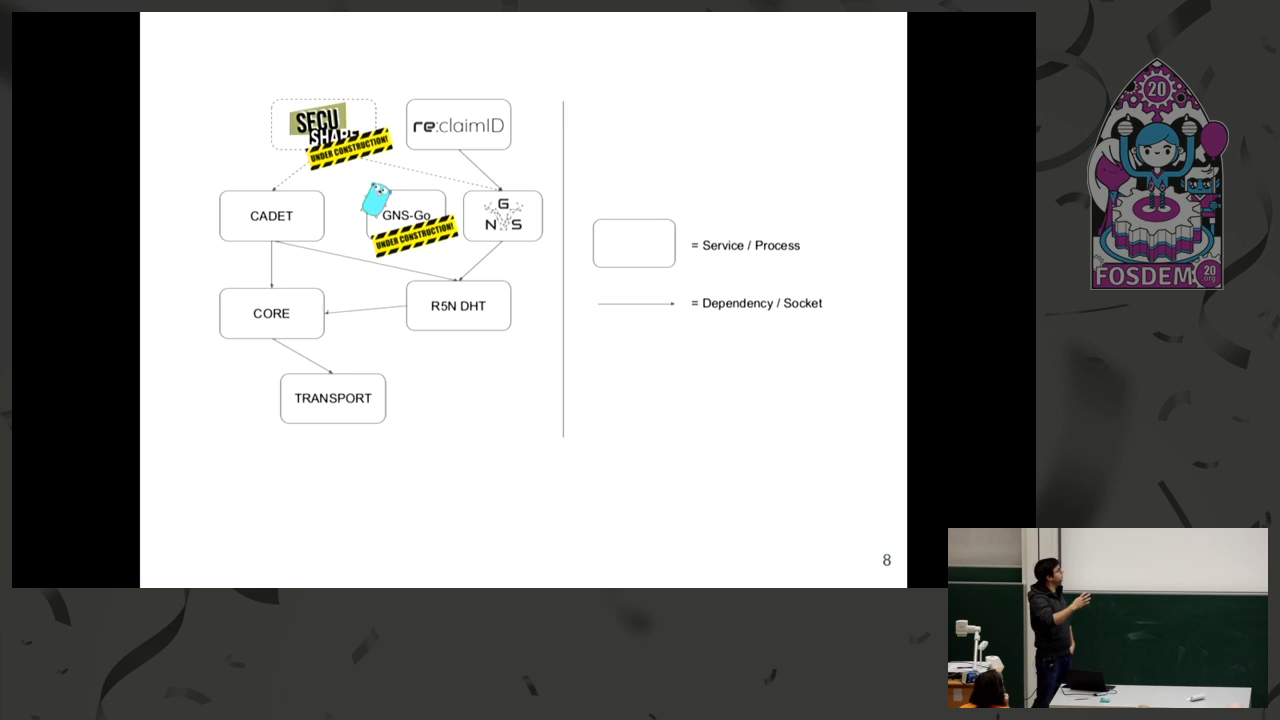 SECU
SHARE
UNDER CONSTRUCTION!
re:claimID
CADET
GNS-Go
UNDER CONSTRUCTION!
G
N S
= Service / Process
CORE
R5N DHT
= Dependency / Socket
TRANSPORT
8
20
FOSDEM
20
.org